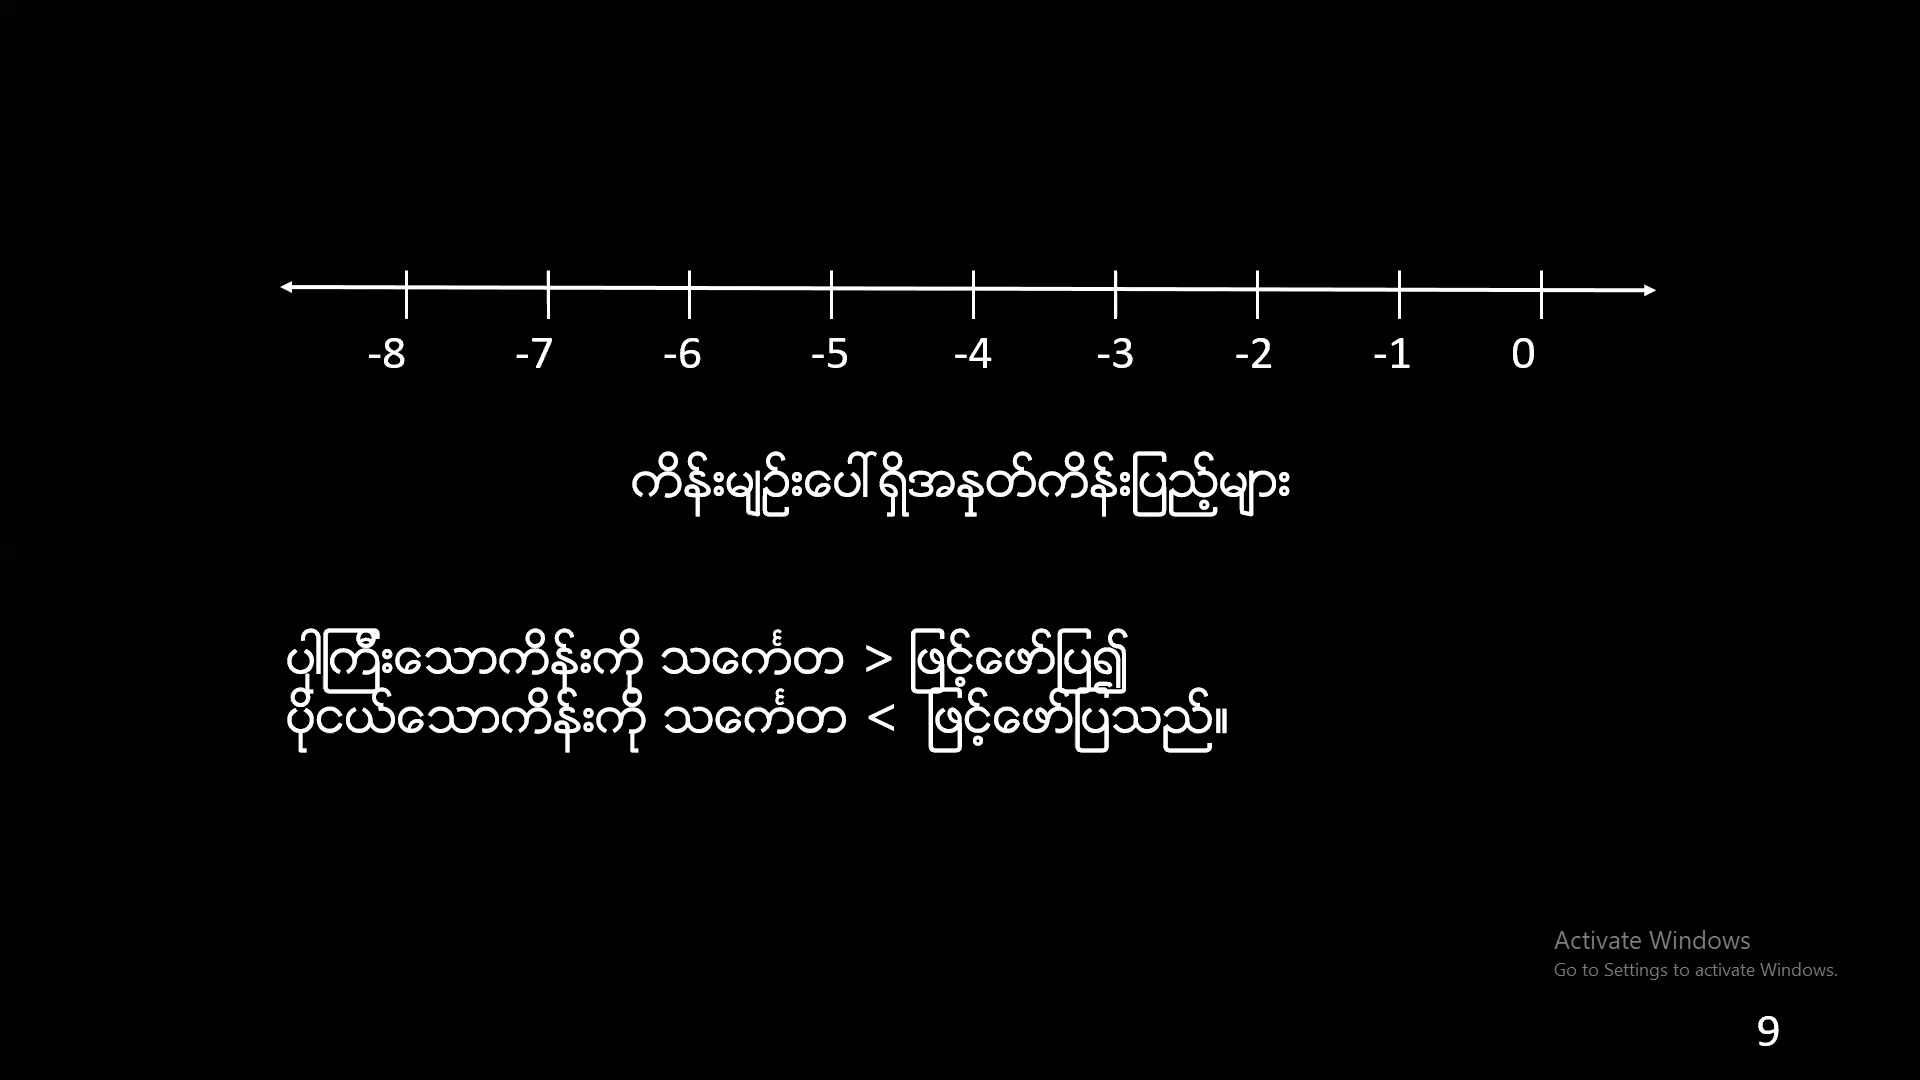 -8 -7 -6 -5 -4 -3 -2 -1 0
ကိန်းမျဉ်းပေါ်ရှိအနှုတ်ကိန်းပြည့်များ
ပိုကြီးသောကိန်းကို သင်္ကေတ > ဖြင့်ဖော်ပြ၍
ပိုငယ်သောကိန်းကို သင်္ကေတ < ဖြင့်ဖော်ပြသည်။
Activate Windows
Go to Settings to activate Windows.
9